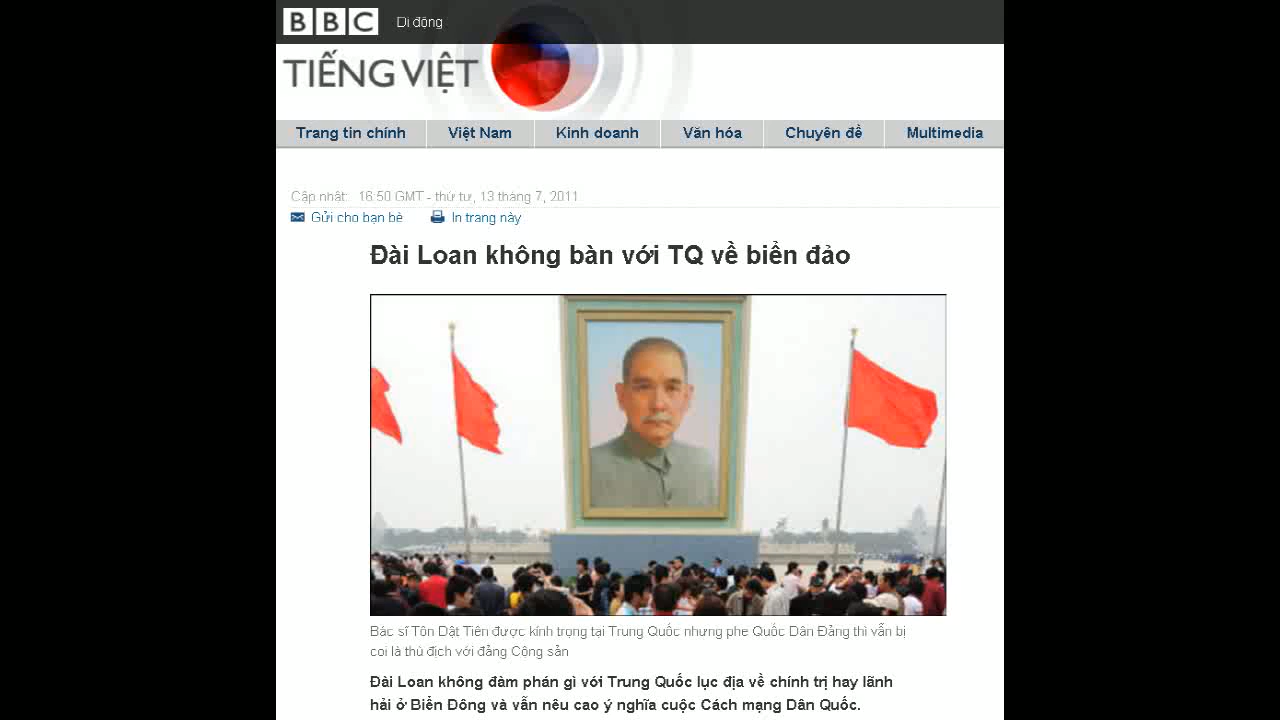 BBC Di động
TIẾNG VIỆT
Trang tin chính Việt Nam Kinh doanh Văn hóa Chuyên đề Multimedia
Cập nhật: 16:50 GMT - thứ tư, 13 tháng 7, 2011
Gửi cho bạn bè In trang này
Đài Loan không bàn với TQ về biển đảo
Bác sĩ Tôn Dật Tiên được kính trọng tại Trung Quốc nhưng phe Quốc Dân Đảng thì vẫn bị
coi là thù địch với đảng Cộng sản
Đài Loan không đàm phán gì với Trung Quốc lục địa về chính trị hay lãnh
hải ở Biển Đông và vẫn nêu cao ý nghĩa cuộc Cách mạng Dân Quốc.